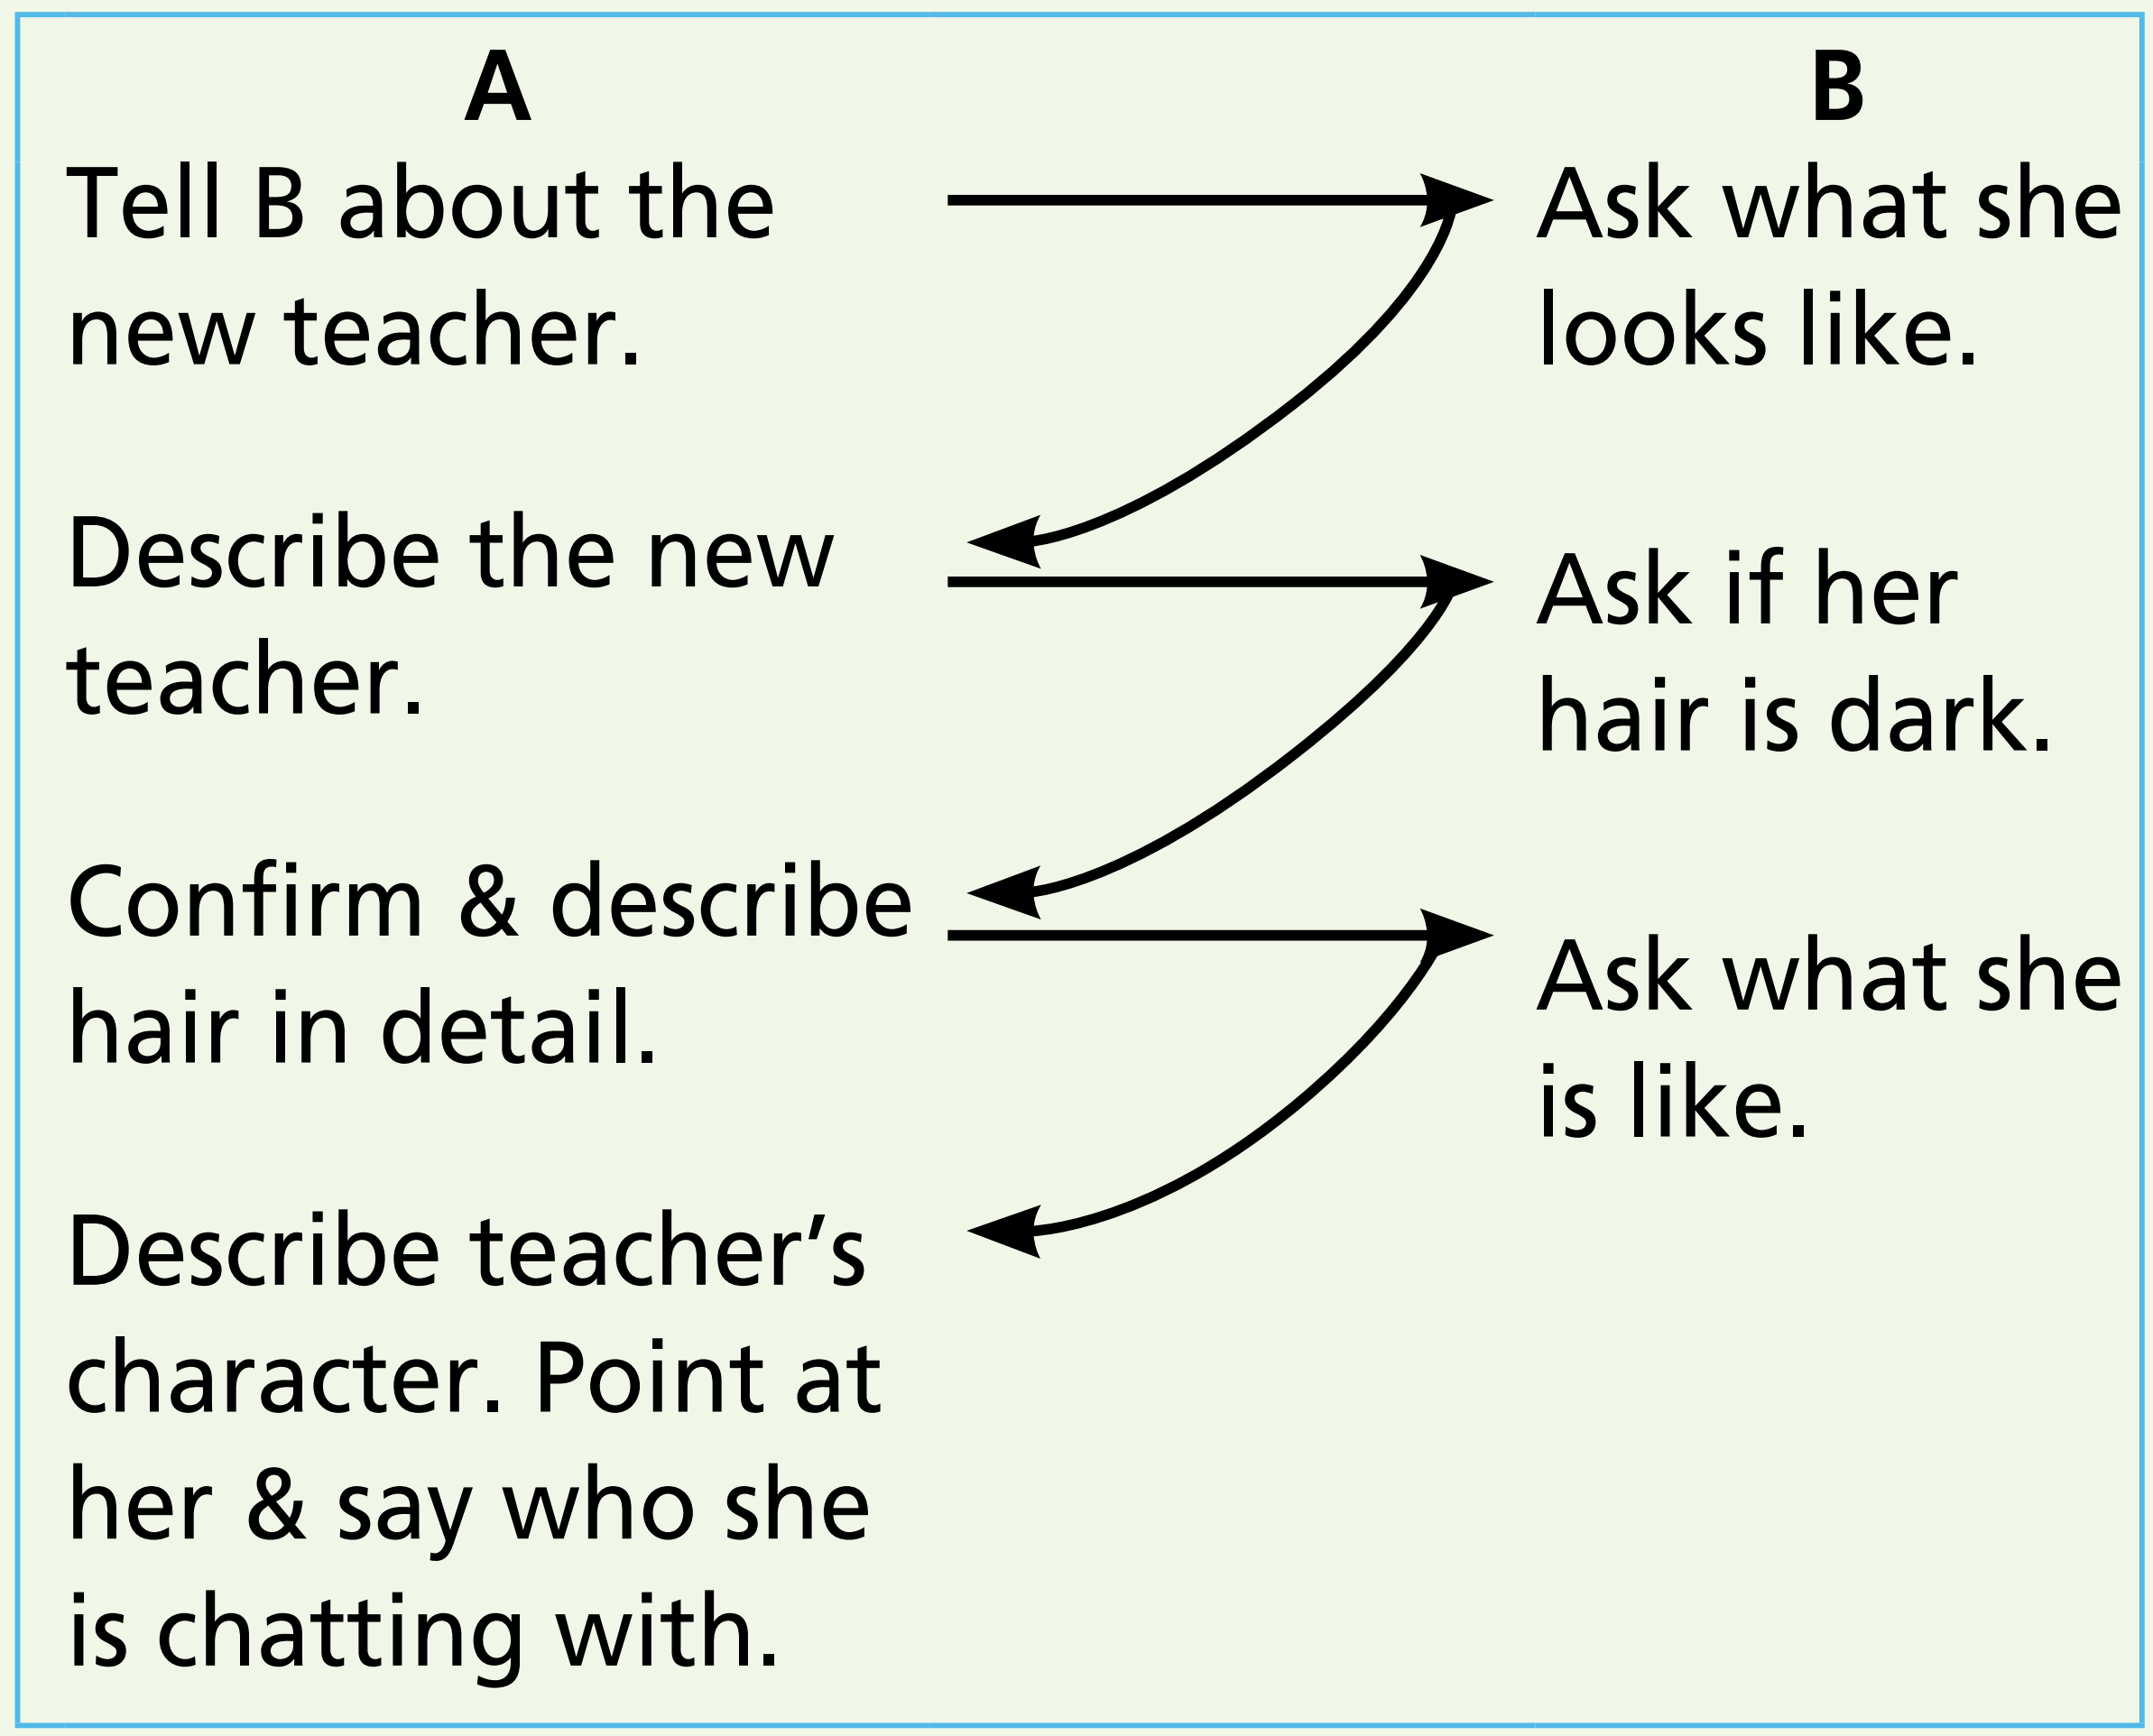 A
B
Tell B about the
new teacher.
Ask what she
looks like.
Describe the new
teacher.
Ask if her
hair is dark.
Confirm & describe
hair in detail.
Ask what she
is like.
Describe teacher’s
character. Point at
her & say who she
is chatting with.